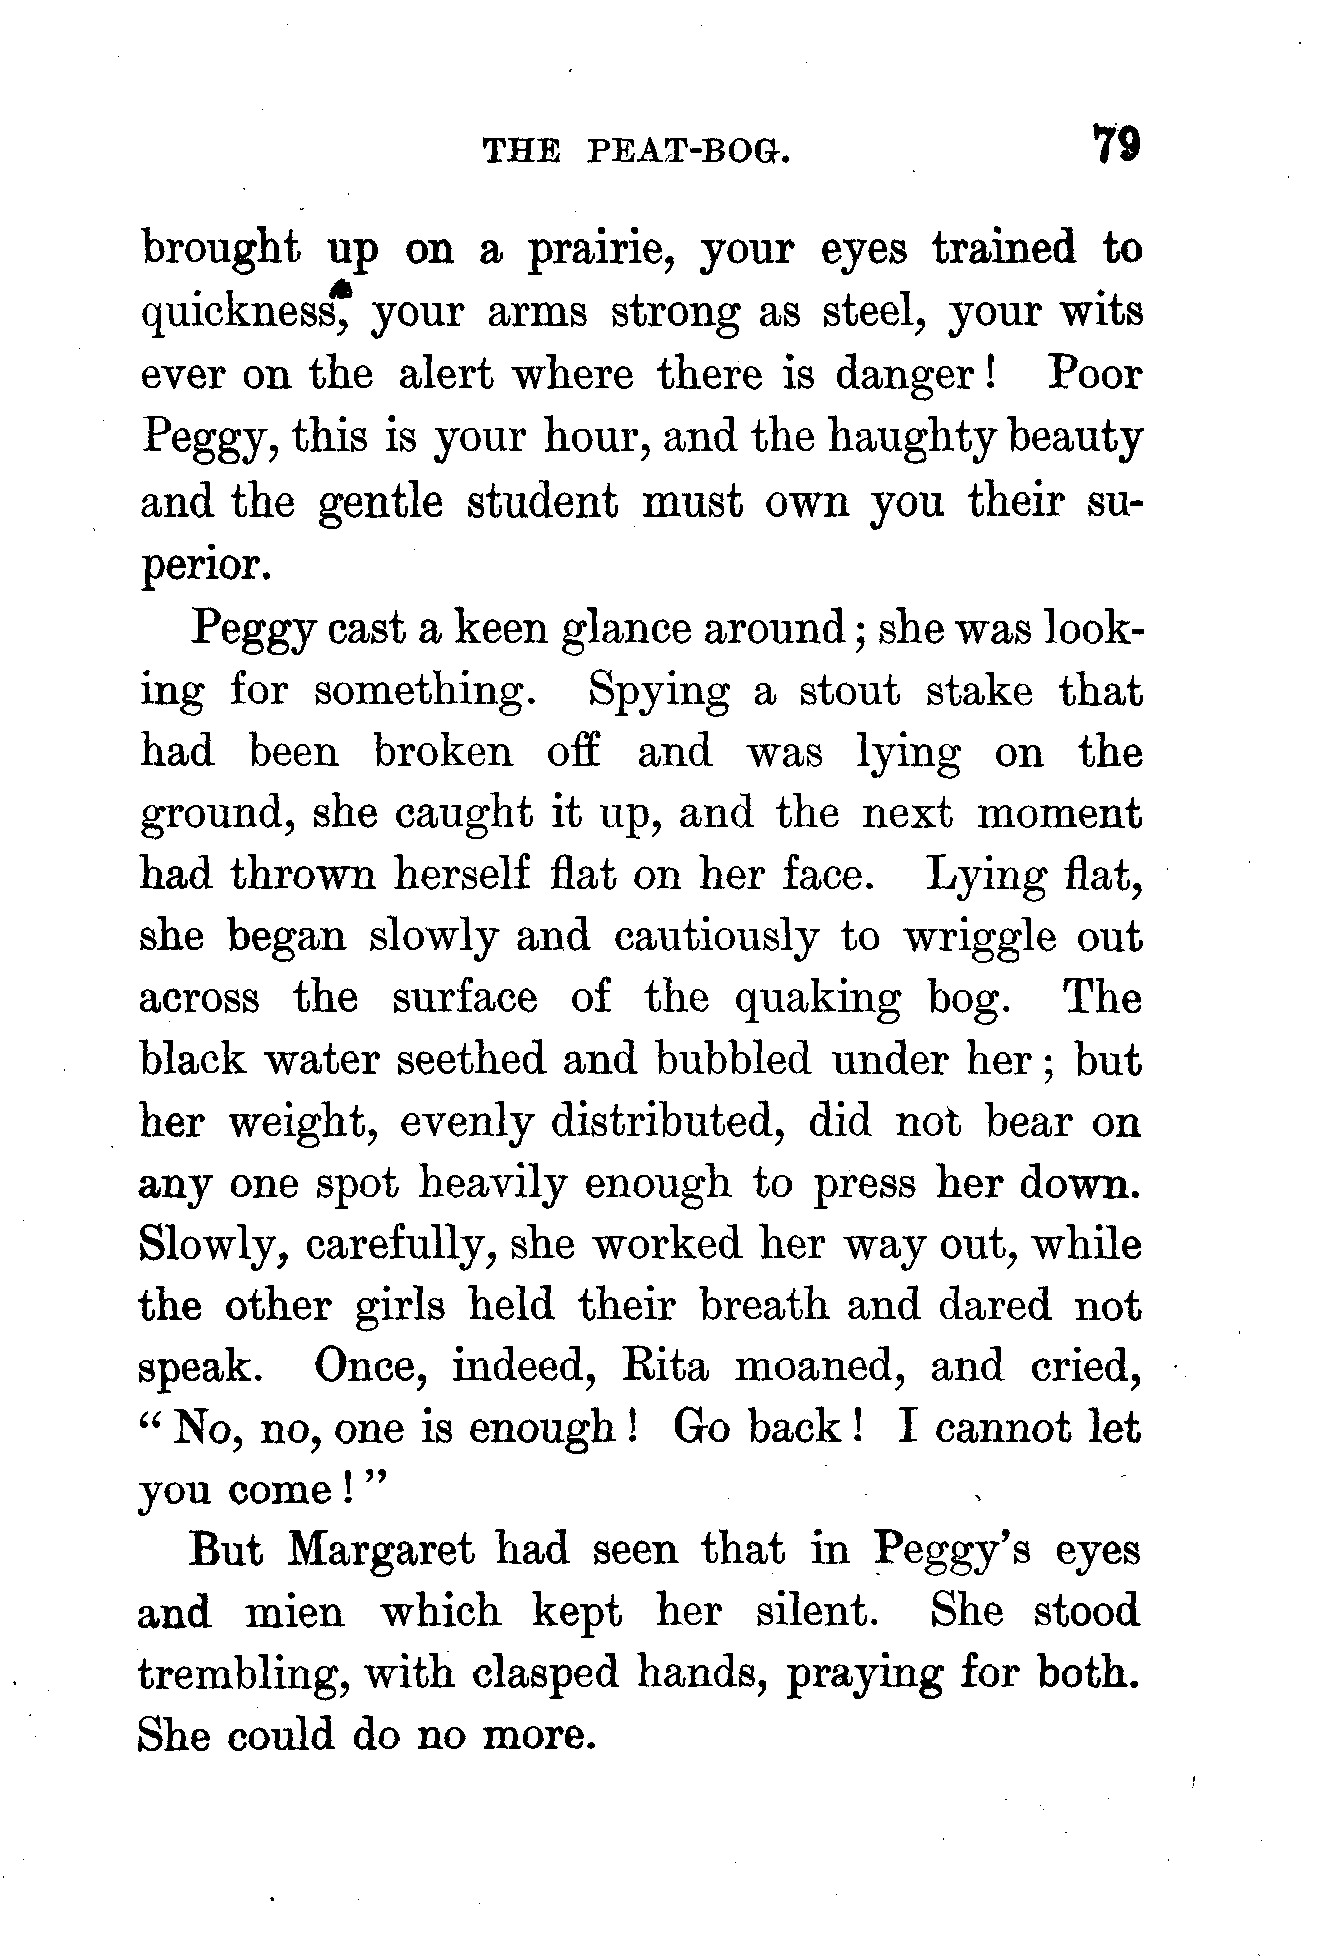 THE PEAT-BOG. 79
brought up on a prairie, your eyes trained to
quickness, your arms strong as steel, your wits
ever on the alert where there is danger! Poor
Peggy, this is your hour, and the haughty beauty
and the gentle student must own you their su-
perior.
Peggy cast a keen glance around; she was look-
ing for something. Spying a stout stake that
had been broken off and was lying on the
ground, she caught it up, and the next moment
had thrown herself flat on her face. Lying flat,
she began slowly and cautiously to wriggle out
across the surface of the quaking bog. The
black water seethed and bubbled under her; but
her weight, evenly distributed, did not bear on
any one spot heavily enough to press her down.
Slowly, carefully, she worked her way out, while
the other girls held their breath and dared not
speak. Once, indeed, Rita moaned, and cried,
"No, no, one is enough! Go back! I cannot let
you come!"
But Margaret had seen that in Peggy's eyes
and mien which kept her silent. She stood
trembling, with clasped hands, praying for both.
She could do no more.